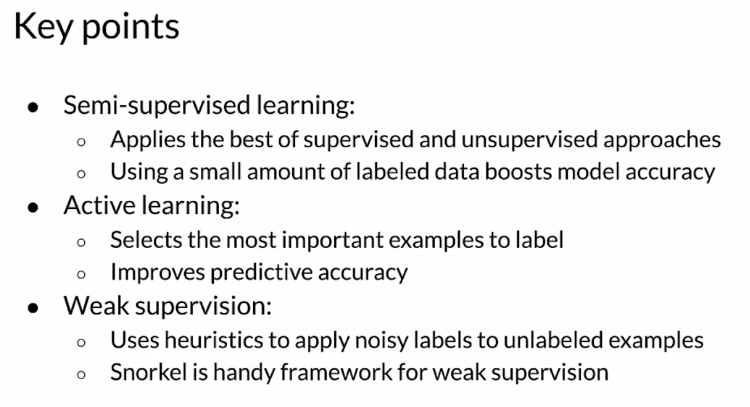 Key points
● Semi-supervised learning:
○ Applies the best of supervised and unsupervised approaches
○ Using a small amount of labeled data boosts model accuracy
● Active learning:
○ Selects the most important examples to label
○ Improves predictive accuracy
● Weak supervision:
○ Uses heuristics to apply noisy labels to unlabeled examples
○ Snorkel is handy framework for weak supervision